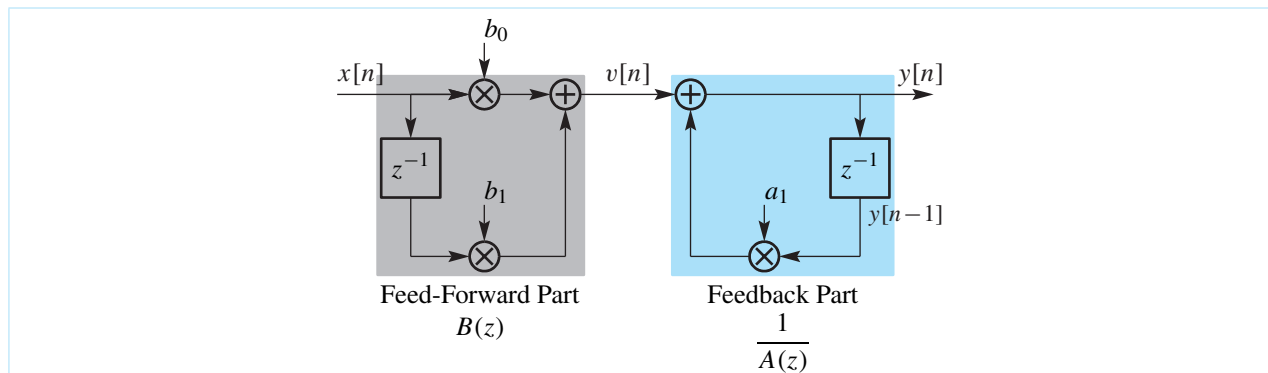 b₀
x[n] v[n] y[n]
z⁻¹ z⁻¹
b₁ a₁
y[n−1]
Feed-Forward Part Feedback Part
B(z)
1
A(z)